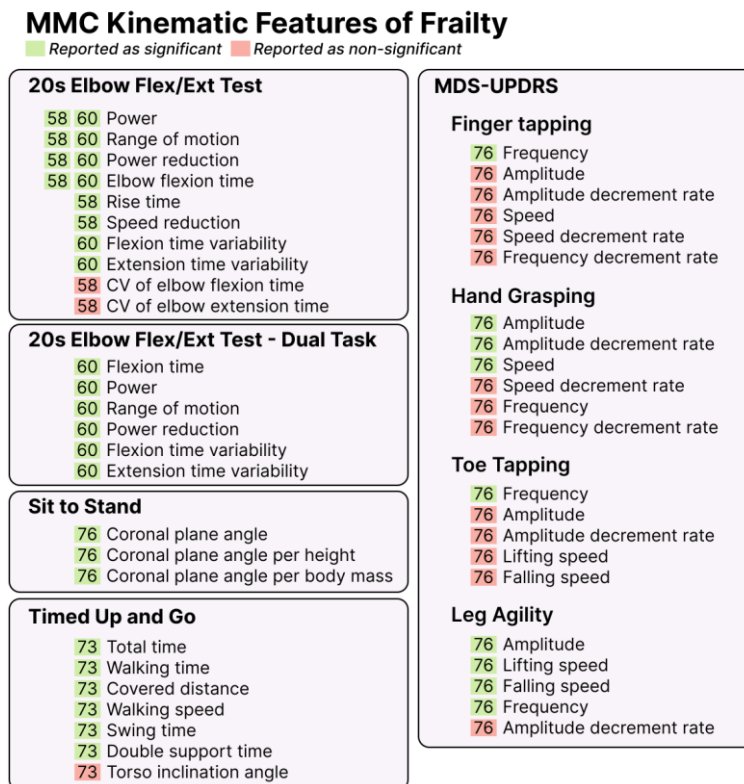 MMC Kinematic Features of Frailty
Reported as significant Reported as non-significant
20s Elbow Flex/Ext Test
58 60 Power
58 60 Range of motion
58 60 Power reduction
58 60 Elbow flexion time
58 Rise time
58 Speed reduction
60 Flexion time variability
60 Extension time variability
58 CV of elbow flexion time
58 CV of elbow extension time
20s Elbow Flex/Ext Test - Dual Task
60 Flexion time
60 Power
60 Range of motion
60 Power reduction
60 Flexion time variability
60 Extension time variability
Sit to Stand
76 Coronal plane angle
76 Coronal plane angle per height
76 Coronal plane angle per body mass
Timed Up and Go
73 Total time
73 Walking time
73 Covered distance
73 Walking speed
73 Swing time
73 Double support time
73 Torso inclination angle
MDS-UPDRS
Finger tapping
76 Frequency
76 Amplitude
76 Amplitude decrement rate
76 Speed
76 Speed decrement rate
76 Frequency decrement rate
Hand Grasping
76 Amplitude
76 Amplitude decrement rate
76 Speed
76 Speed decrement rate
76 Frequency
76 Frequency decrement rate
Toe Tapping
76 Frequency
76 Amplitude
76 Amplitude decrement rate
76 Lifting speed
76 Falling speed
Leg Agility
76 Amplitude
76 Lifting speed
76 Falling speed
76 Frequency
76 Amplitude decrement rate